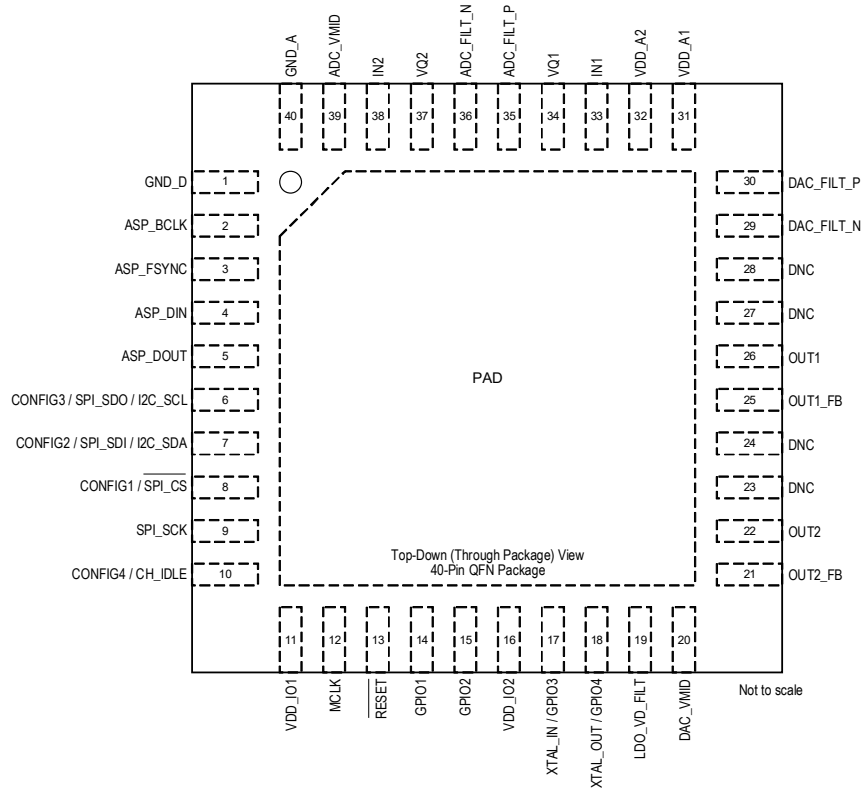 GND_A
ADC_VMID
IN2
VQ2
ADC_FILT_N
ADC_FILT_P
VQ1
IN1
VDD_A2
VDD_A1
40
39
38
37
36
35
34
33
32
31
GND_D 1
ASP_BCLK 2
ASP_FSYNC 3
ASP_DIN 4
ASP_DOUT 5
CONFIG3 / SPI_SDO / I2C_SCL 6
CONFIG2 / SPI_SDI / I2C_SDA 7
CONFIG1 / SPI_CS 8
SPI_SCK 9
CONFIG4 / CH_IDLE 10
PAD
Top-Down (Through Package) View
40-Pin QFN Package
30 DAC_FILT_P
29 DAC_FILT_N
28 DNC
27 DNC
26 OUT1
25 OUT1_FB
24 DNC
23 DNC
22 OUT2
21 OUT2_FB
11
12
13
14
15
16
17
18
19
20
VDD_IO1
MCLK
RESET
GPIO1
GPIO2
VDD_IO2
XTAL_IN / GPIO3
XTAL_OUT / GPIO4
LDO_VD_FILT
DAC_VMID
Not to scale